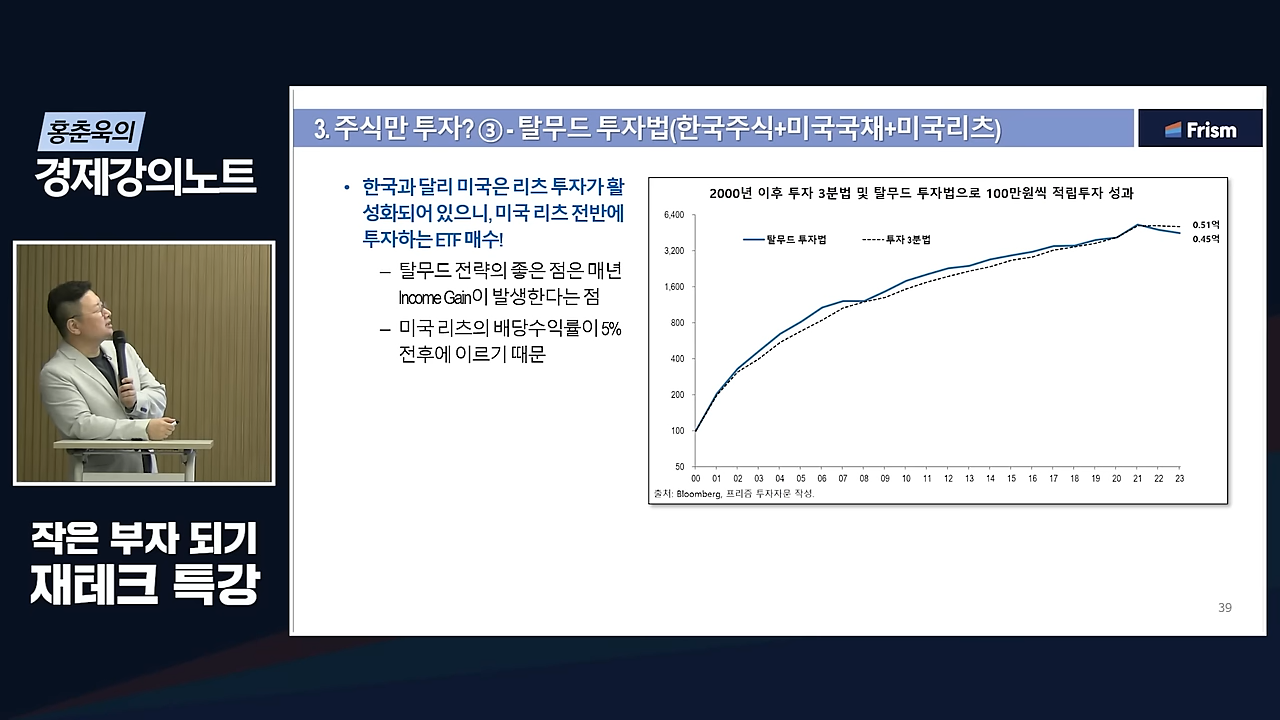 홍춘욱의
경제강의노트
작은 부자 되기
재테크 특강
3. 주식만 투자? ③ - 탈무드 투자법(한국주식+미국국채+미국리츠)
Frism
• 한국과 달리 미국은 리츠 투자가 활
성화되어 있으니, 미국 리츠 전반에
투자하는 ETF 매수!
– 탈무드 전략의 좋은 점은 매년
Income Gain이 발생한다는 점
– 미국 리츠의 배당수익률이 5%
전후에 이르기 때문
2000년 이후 투자 3분법 및 탈무드 투자법으로 100만원씩 적립투자 성과
탈무드 투자법 투자 3분법
6,400
3,200
1,600
800
400
200
100
50
0.51억
0.45억
00 01 02 03 04 05 06 07 08 09 10 11 12 13 14 15 16 17 18 19 20 21 22 23
출처: Bloomberg, 프리즘 투자자문 작성.
39